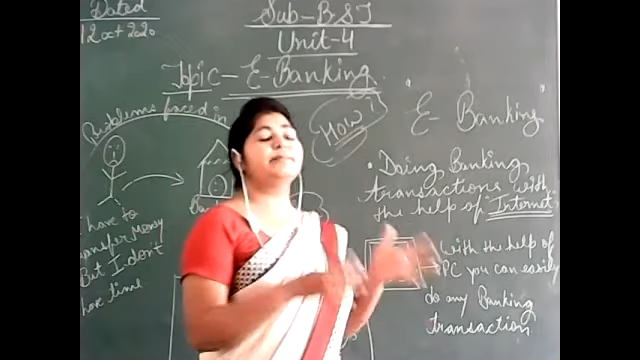 Dated
12 Oct 2020
Sub-BST
Unit-4
Topic - E-Banking
Problems faced in
HOW?
"E-Banking"
• Doing Banking
transactions with
the help of "Internet"
I have to
transfer Money
But I don't
have time
With the help of
PC you can easily
do any Banking
Transaction